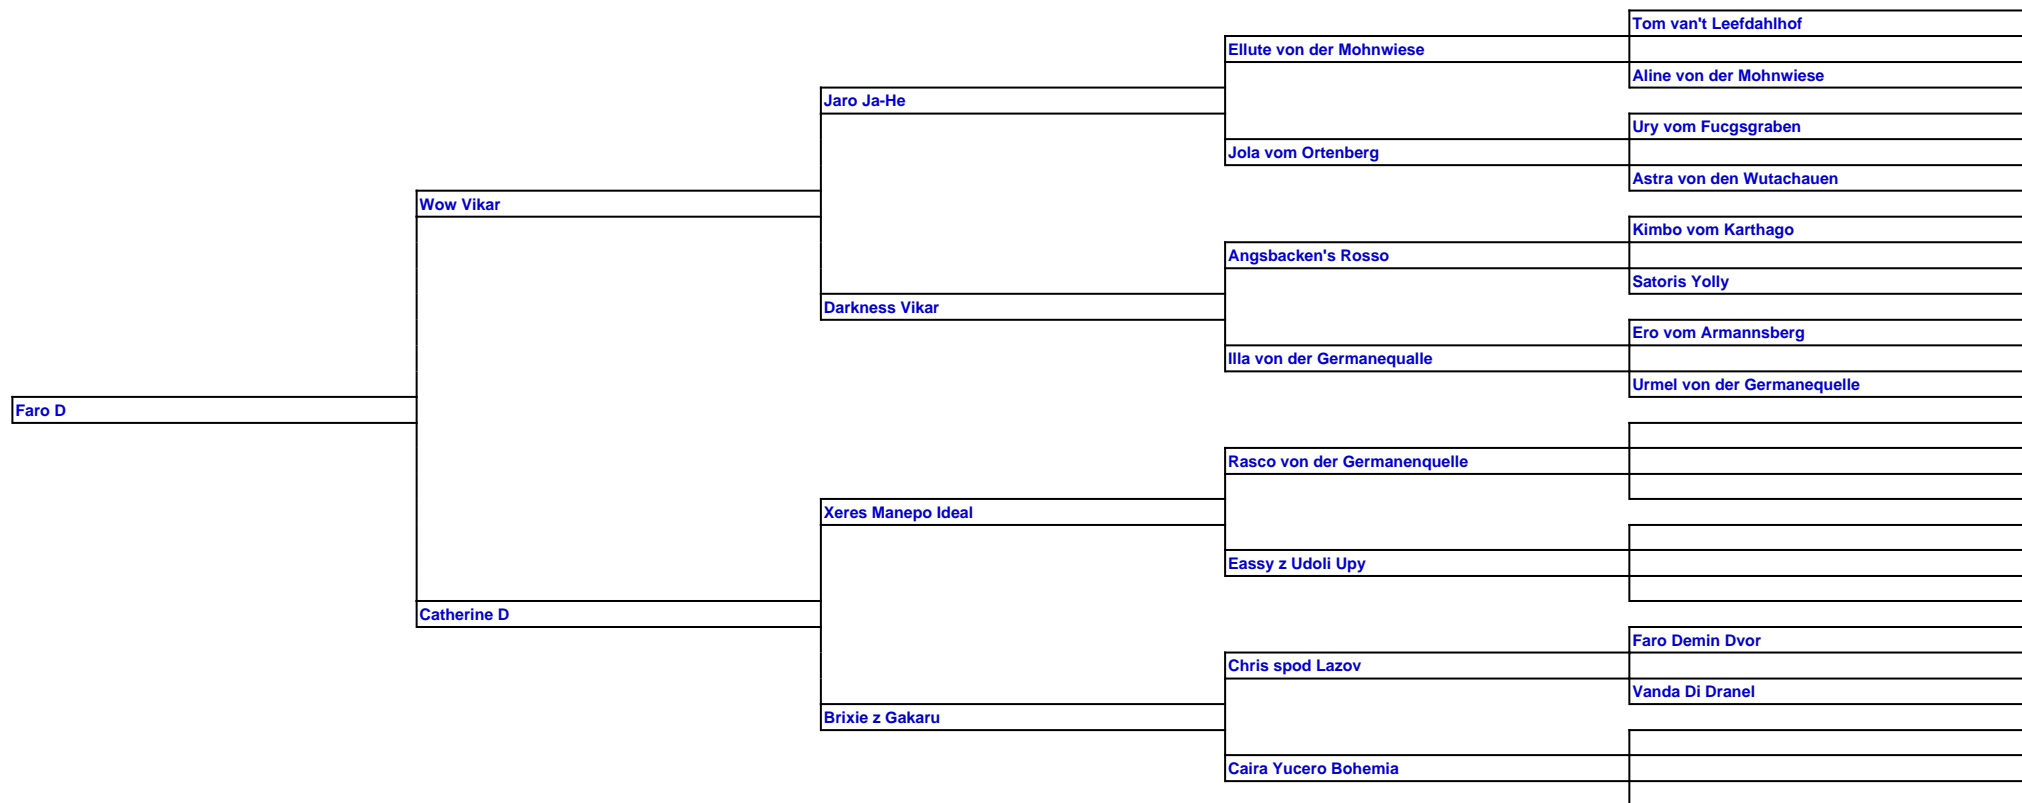 Tom van't Leefdahlhof
Ellute von der Mohnwiese
Aline von der Mohnwiese
Jaro Ja-He
Ury vom Fucgsgraben
Jola vom Ortenberg
Astra von den Wutachauen
Wow Vikar
Kimbo vom Karthago
Angsbacken's Rosso
Satoris Yolly
Darkness Vikar
Ero vom Armannsberg
Illa von der Germanequalle
Urmel von der Germanequelle
Faro D
Rasco von der Germanenquelle
Xeres Manepo Ideal
Eassy z Udoli Upy
Catherine D
Faro Demin Dvor
Chris spod Lazov
Vanda Di Dranel
Brixie z Gakaru
Caira Yucero Bohemia